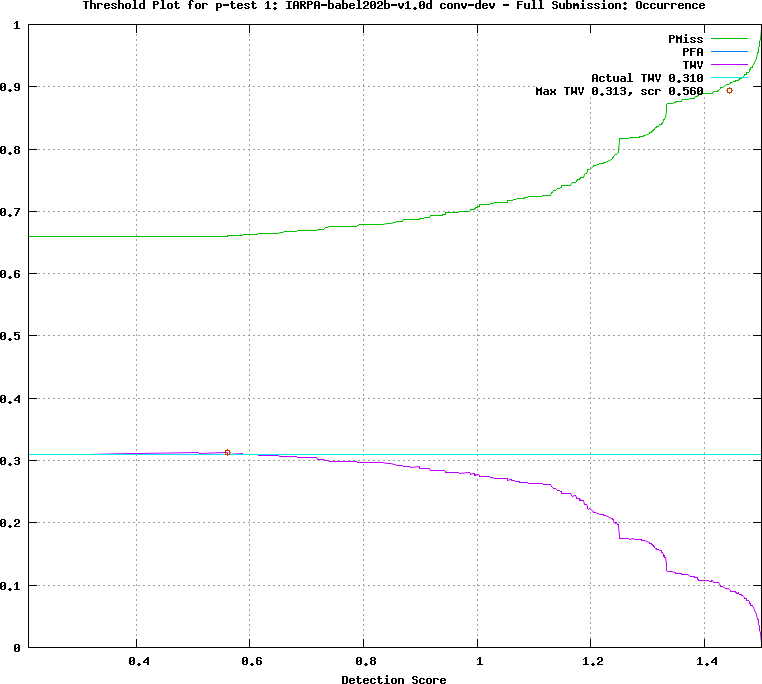 Threshold Plot for p-test 1: IARPA-babel202b-v1.0d conv-dev - Full Submission: Occurrence
1
PMiss
PFA
TWV
Actual TWV 0.310
Max TWV 0.313, scr 0.560
0.9
0.8
0.7
0.6
0.5
0.4
0.3
0.2
0.1
0
0.4 0.6 0.8 1 1.2 1.4
Detection Score